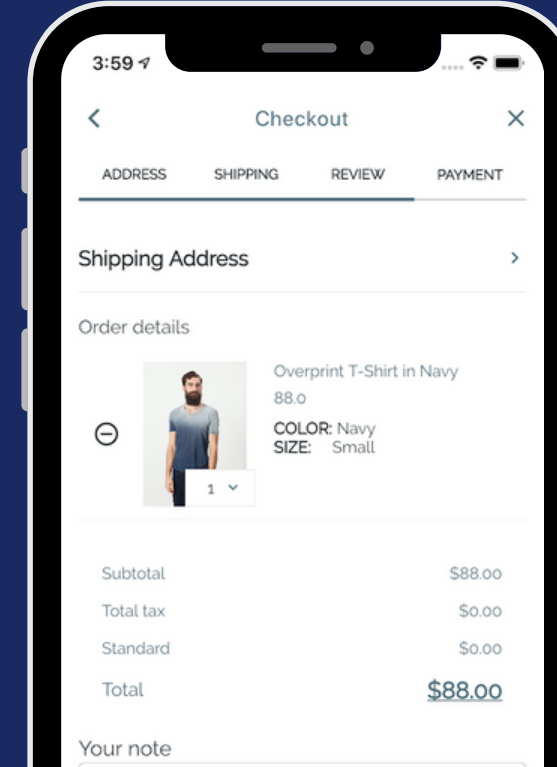 3:59
Checkout
ADDRESS SHIPPING REVIEW PAYMENT
Shipping Address
Order details
Overprint T-Shirt in Navy
88.0
COLOR: Navy
SIZE: Small
1
Subtotal $88.00
Total tax $0.00
Standard $0.00
Total $88.00
Your note